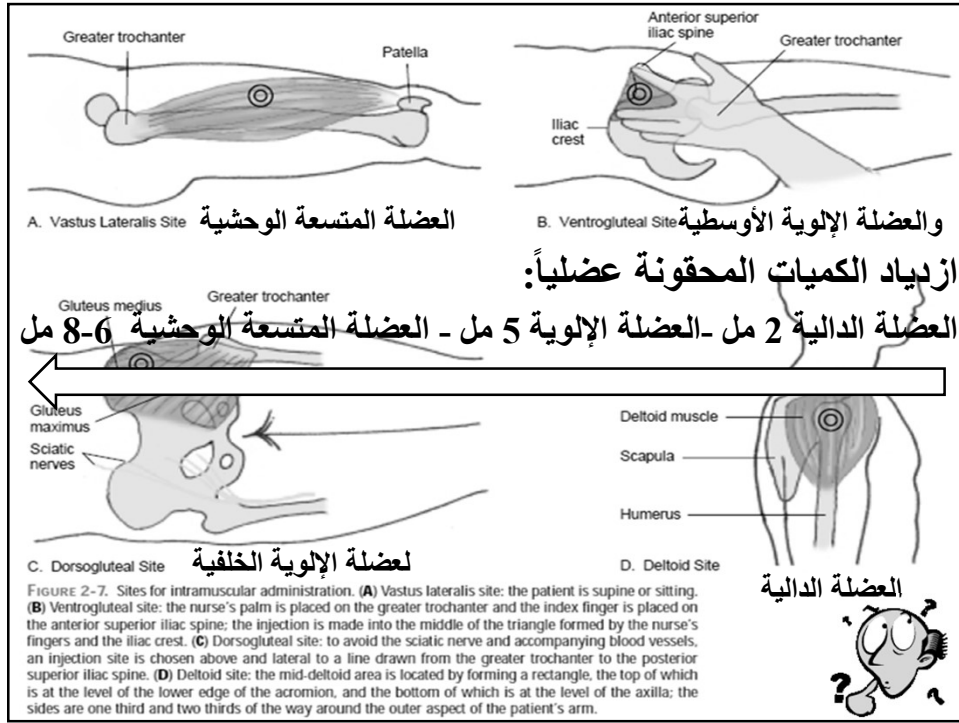 Greater trochanter
Patella
A. Vastus Lateralis Site العضلة المتسعة الوحشية
Anterior superior
iliac spine
Greater trochanter
Iliac
crest
B. Ventrogluteal Site والعضلة الإلوية الأوسطية
ازدياد الكميات المحقونة عضلياً:
العضلة الدالية 2 مل -العضلة الإلوية 5 مل - العضلة المتسعة الوحشية 6-8 مل
Gluteus medius
Greater trochanter
Gluteus
maximus
Sciatic
nerves
C. Dorsogluteal Site لعضلة الإلوية الخلفية
Deltoid muscle
Scapula
Humerus
D. Deltoid Site
العضلة الدالية
FIGURE 2-7. Sites for intramuscular administration. (A) Vastus lateralis site: the patient is supine or sitting.
(B) Ventrogluteal site: the nurse's palm is placed on the greater trochanter and the index finger is placed on
the anterior superior iliac spine; the injection is made into the middle of the triangle formed by the nurse's
fingers and the iliac crest. (C) Dorsogluteal site: to avoid the sciatic nerve and accompanying blood vessels,
an injection site is chosen above and lateral to a line drawn from the greater trochanter to the posterior
superior iliac spine. (D) Deltoid site: the mid-deltoid area is located by forming a rectangle, the top of which
is at the level of the lower edge of the acromion, and the bottom of which is at the level of the axilla; the
sides are one third and two thirds of the way around the outer aspect of the patient's arm.